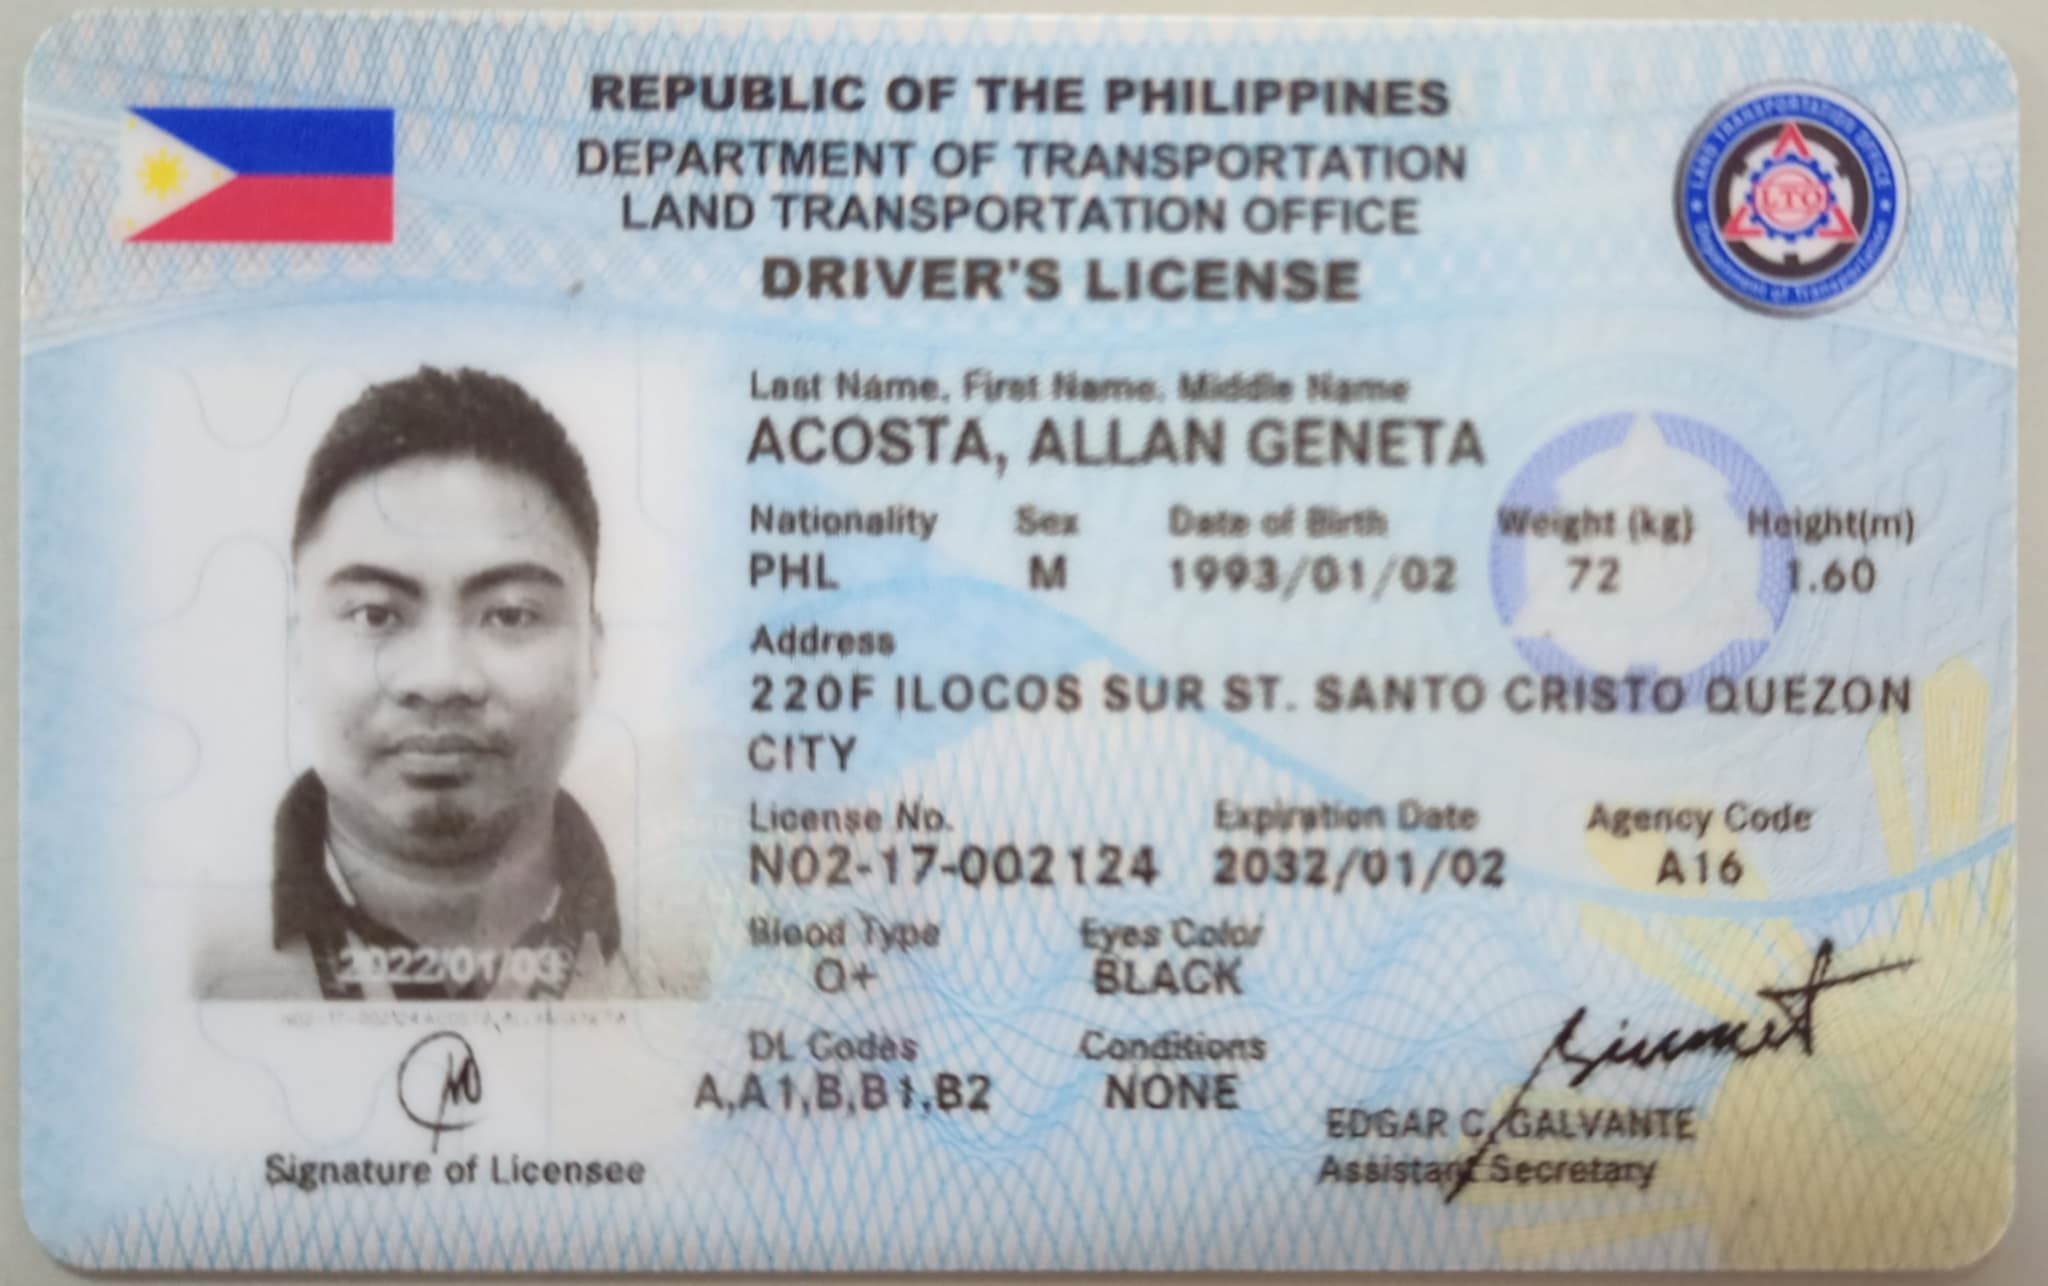 REPUBLIC OF THE PHILIPPINES
DEPARTMENT OF TRANSPORTATION
LAND TRANSPORTATION OFFICE
DRIVER'S LICENSE
LAND TRANSPORTATION OFFICE
LTO
Department of Transportation
Last Name, First Name, Middle Name
ACOSTA, ALLAN GENETA
Nationality Sex Date of Birth Weight (kg) Height(m)
PHL M 1993/01/02 72 1.60
Address
220F ILOCOS SUR ST. SANTO CRISTO QUEZON
CITY
License No. Expiration Date Agency Code
N02-17-002124 2032/01/02 A16
Blood Type Eyes Color
O+ BLACK
2022/01/03
DL Codes Conditions
A,A1,B,B1,B2 NONE
EDGAR C. GALVANTE
Assistant Secretary
Signature of Licensee